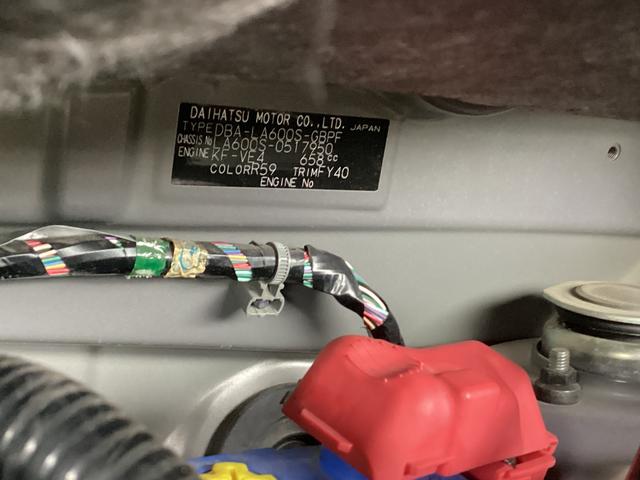 DAIHATSU MOTOR CO.,LTD. JAPAN
TYPE DBA-LA600S-GBPF
CHASSIS No LA600S-0517950
ENGINE KF-VE4 658 cc
COLOR R59 TRIM FY40
ENGINE No